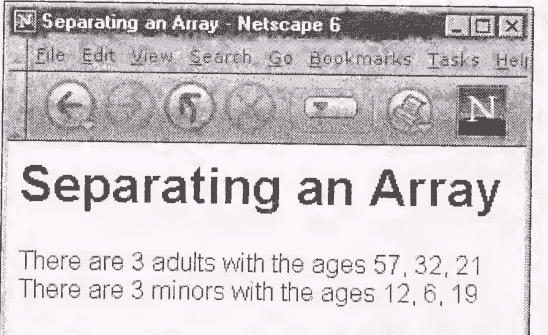 Separating an Array - Netscape 6
File Edit View Search Go Bookmarks Tasks Help
N
Separating an Array
There are 3 adults with the ages 57, 32, 21
There are 3 minors with the ages 12, 6, 19